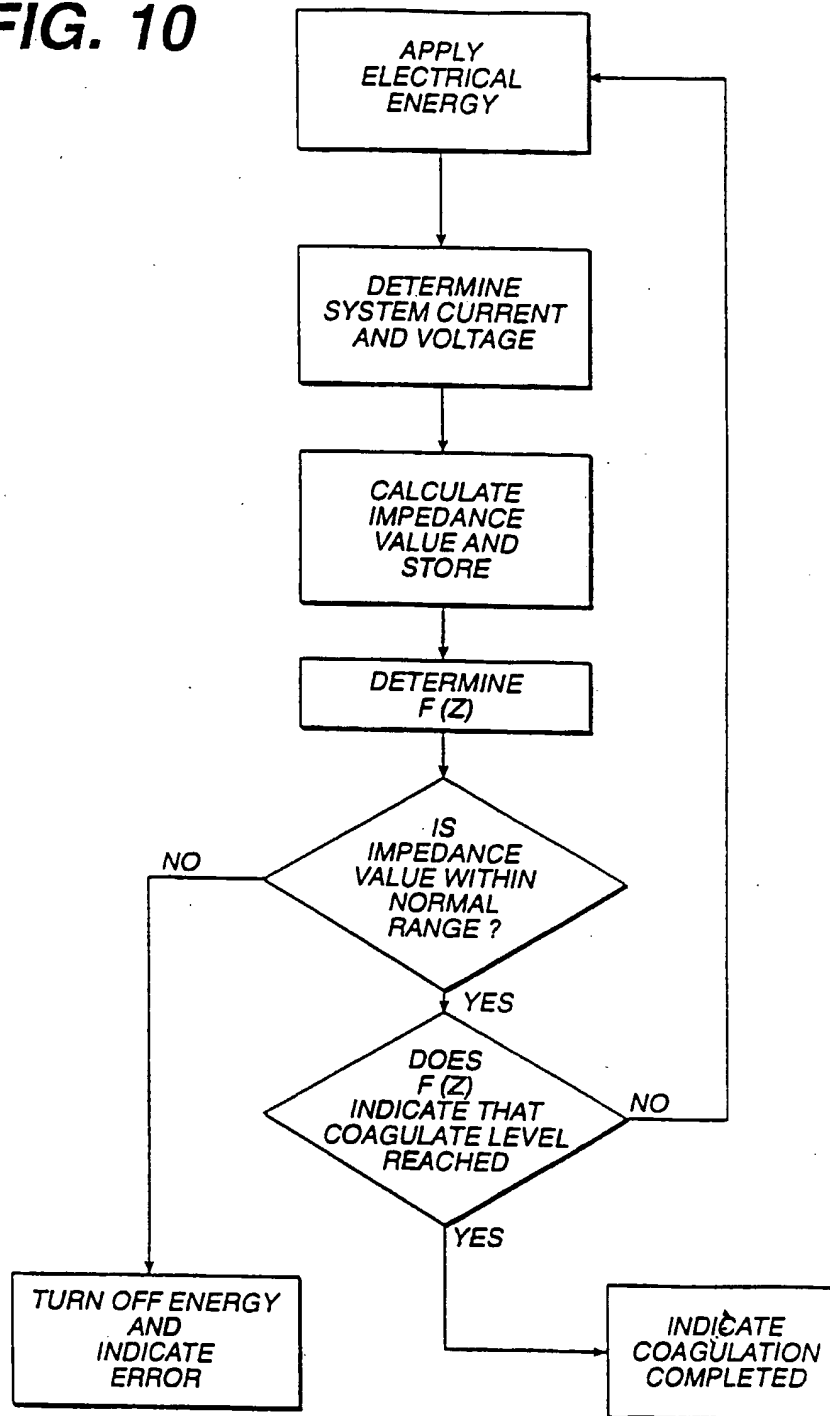 FIG. 10
APPLY
ELECTRICAL
ENERGY
DETERMINE
SYSTEM CURRENT
AND VOLTAGE
CALCULATE
IMPEDANCE
VALUE AND
STORE
DETERMINE
F (Z)
IS
IMPEDANCE
VALUE WITHIN
NORMAL
RANGE ?
NO
YES
DOES
F (Z)
INDICATE THAT
COAGULATE LEVEL
REACHED
NO
YES
TURN OFF ENERGY
AND
INDICATE
ERROR
INDICATE
COAGULATION
COMPLETED